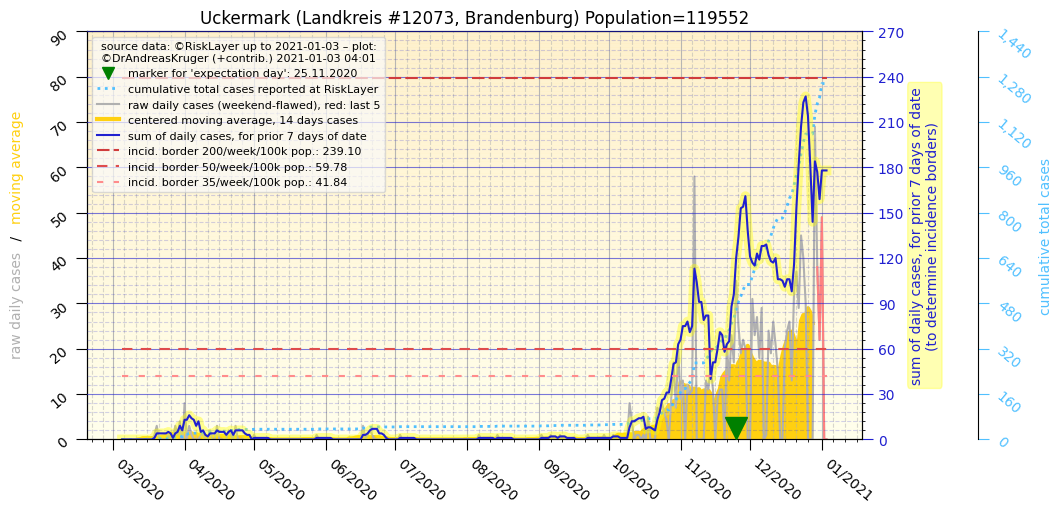 Uckermark (Landkreis #12073, Brandenburg) Population=119552
source data: ©RiskLayer up to 2021-01-03 – plot:
©DrAndreasKruger (+contrib.) 2021-01-03 04:01
marker for 'expectation day': 25.11.2020
cumulative total cases reported at RiskLayer
raw daily cases (weekend-flawed), red: last 5
centered moving average, 14 days cases
sum of daily cases, for prior 7 days of date
incid. border 200/week/100k pop.: 239.10
incid. border 50/week/100k pop.: 59.78
incid. border 35/week/100k pop.: 41.84
raw daily cases / moving average
90
80
70
60
50
40
30
20
10
0
03/2020
04/2020
05/2020
06/2020
07/2020
08/2020
09/2020
10/2020
11/2020
12/2020
01/2021
270
240
210
180
150
120
90
60
30
0
sum of daily cases, for prior 7 days of date
(to determine incidence borders)
1,440
1,280
1,120
960
800
640
480
320
160
0
cumulative total cases